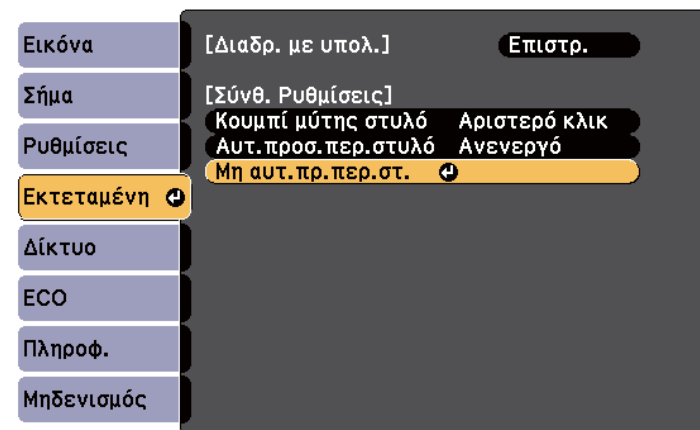 Εικόνα
Σήμα
Ρυθμίσεις
Εκτεταμένη
Δίκτυο
ECO
Πληροφ.
Μηδενισμός
[Διαδρ. με υπολ.] Επιστρ.
[Σύνθ. Ρυθμίσεις]
Κουμπί μύτης στυλό Αριστερό κλικ
Αυτ.προσ.περ.στυλό Ανενεργό
Μη αυτ.πρ.περ.στ.